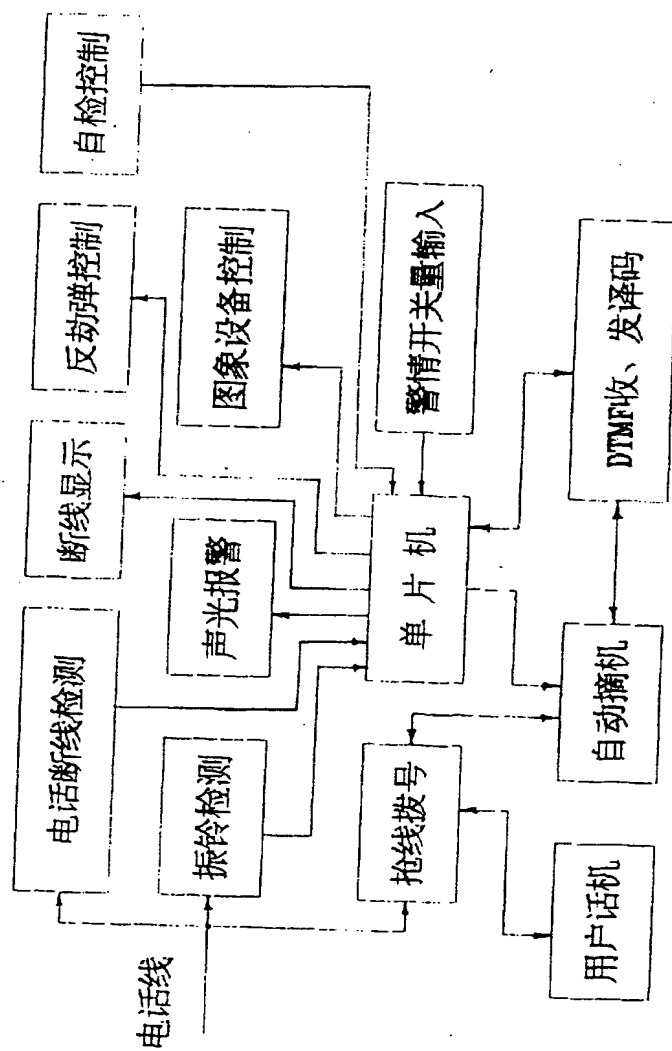 电话线
电话断线检测
断线显示
反劫弹控制
自检控制
振铃检测
声光报警
图象设备控制
抢线拨号
单片机
警情开关量输入
用户话机
自动摘机
DTMF收、发译码